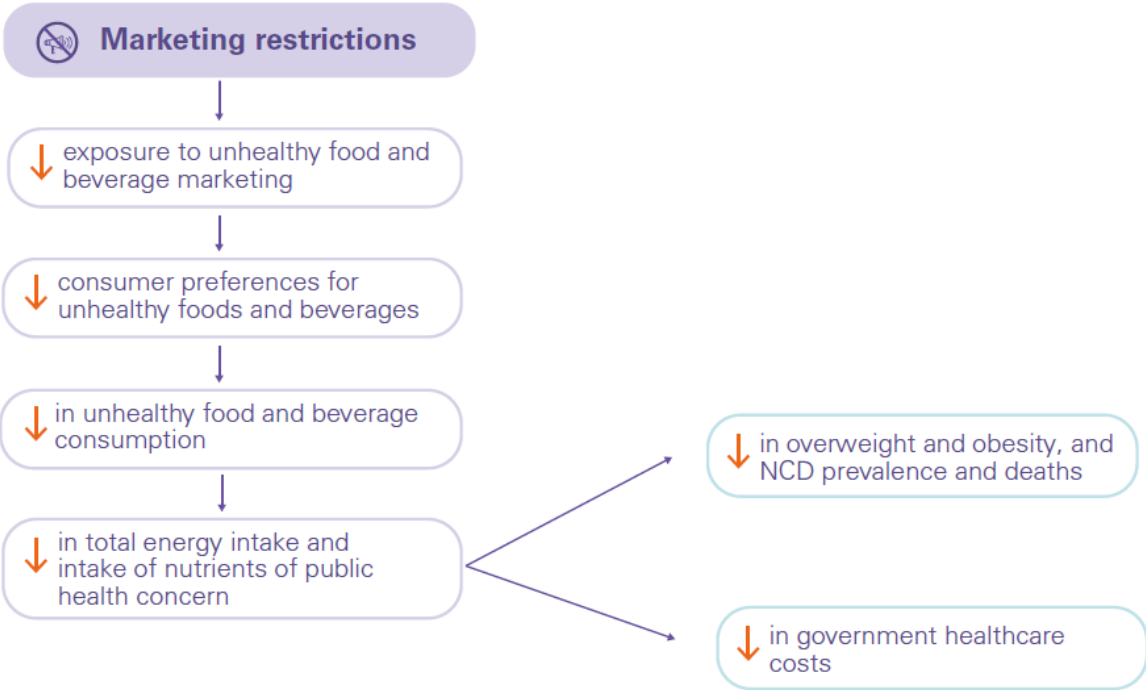 Marketing restrictions
exposure to unhealthy food and
beverage marketing
consumer preferences for
unhealthy foods and beverages
in unhealthy food and beverage
consumption
in total energy intake and
intake of nutrients of public
health concern
in overweight and obesity, and
NCD prevalence and deaths
in government healthcare
costs